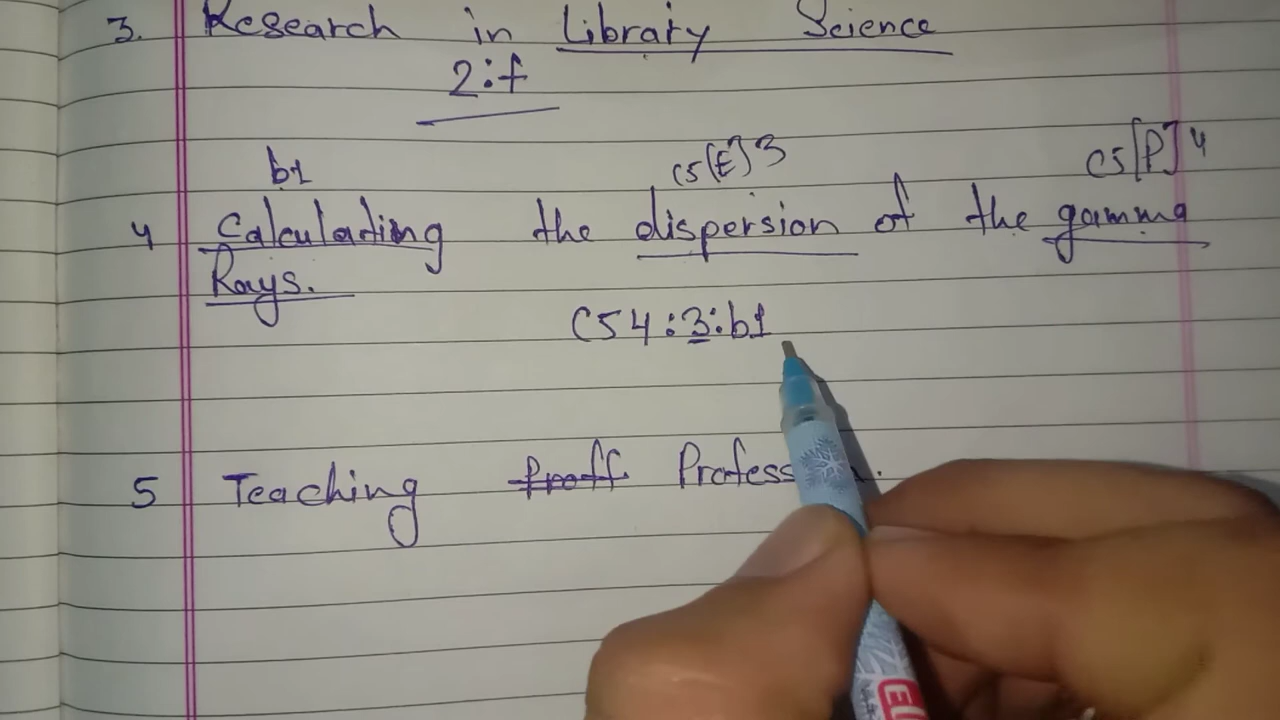 3. Research in Library Science
2:f
b1 C5[E]3 C5[P]4
4 Calculating the dispersion of the gamma
Rays.
C54:3:b1
5 Teaching Profess